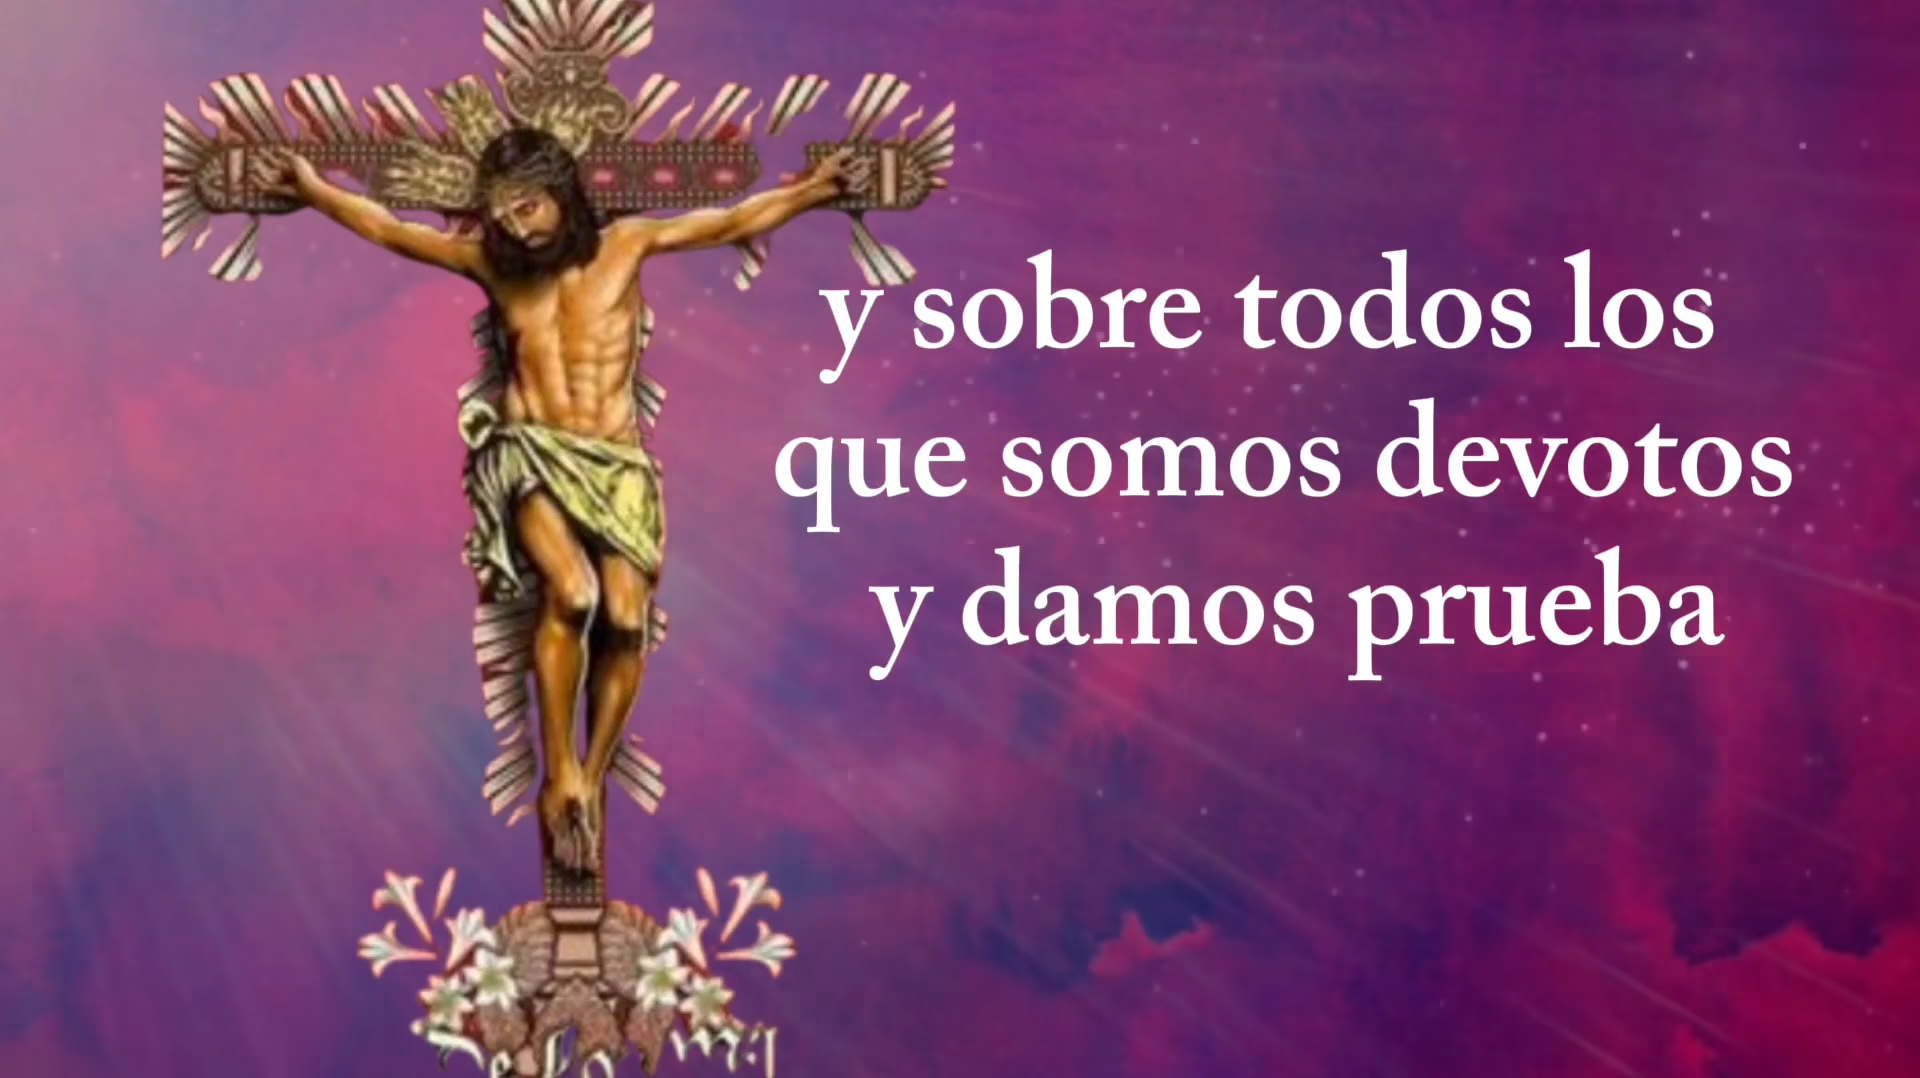 y sobre todos los
que somos devotos
y damos prueba